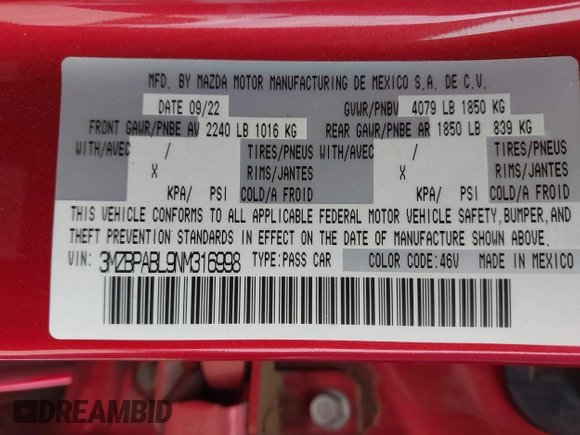 MFD. BY MAZDA MOTOR MANUFACTURING DE MEXICO S.A. DE C.V.
DATE 09/22 GVWR/PNBV 4079 LB 1850 KG
FRONT GAWR/PNBE AV 2240 LB 1016 KG REAR GAWR/PNBE AR 1850 LB 839 KG
WITH/AVEC / TIRES/PNEUS WITH/AVEC / TIRES/PNEUS
X RIMS/JANTES X RIMS/JANTES
KPA/ PSI COLD/A FROID KPA/ PSI COLD/A FROID
THIS VEHICLE CONFORMS TO ALL APPLICABLE FEDERAL MOTOR VEHICLE SAFETY, BUMPER, AND
THEFT PREVENTION STANDARDS IN EFFECT ON THE DATE OF MANUFACTURE SHOWN ABOVE.
VIN: 3MZBPABL9NM316998 TYPE:PASS CAR COLOR CODE:46V MADE IN MEXICO
DREAMBID